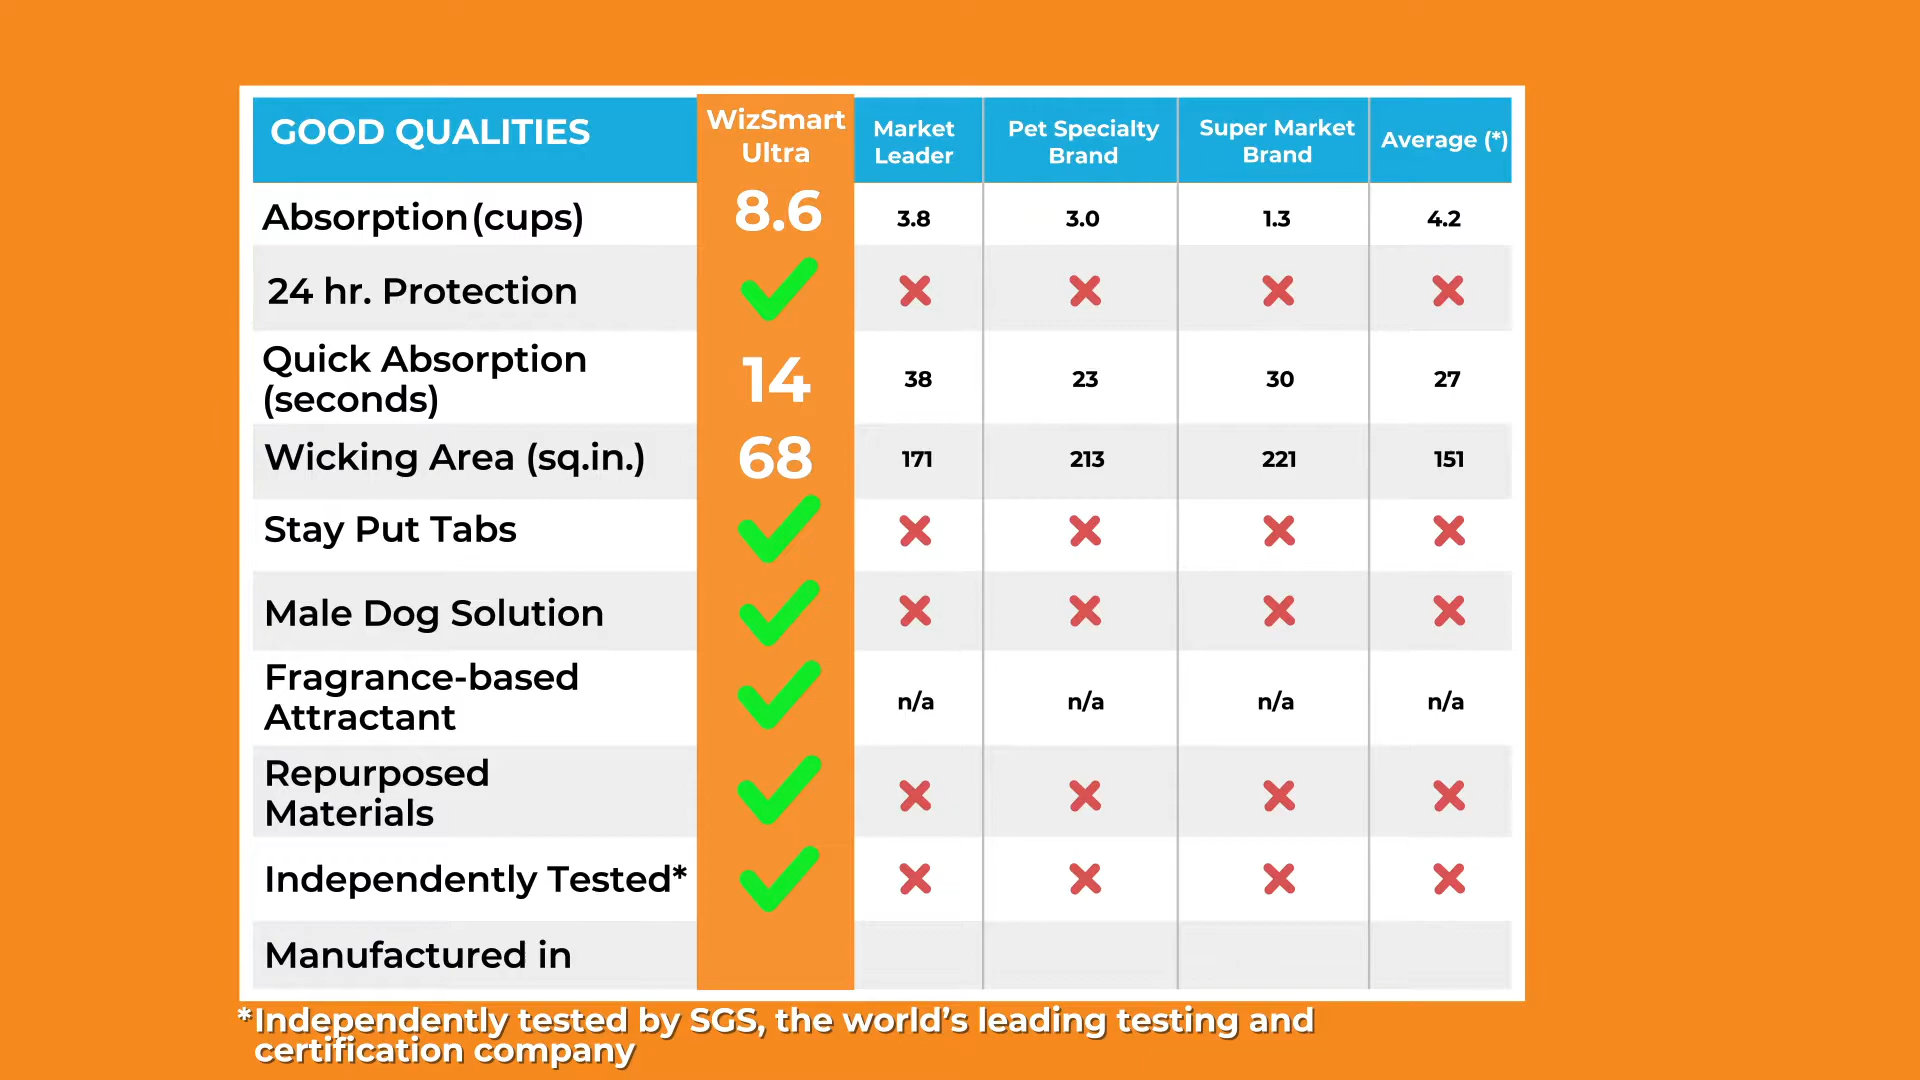 GOOD QUALITIES
WizSmart
Ultra
Market
Leader
Pet Specialty
Brand
Super Market
Brand
Average (*)
Absorption (cups)
8.6
3.8
3.0
1.3
4.2
24 hr. Protection
Quick Absorption
(seconds)
14
38
23
30
27
Wicking Area (sq.in.)
68
171
213
221
151
Stay Put Tabs
Male Dog Solution
Fragrance-based
Attractant
n/a
n/a
n/a
n/a
Repurposed
Materials
Independently Tested*
Manufactured in
*Independently tested by SGS, the world's leading testing and
certification company